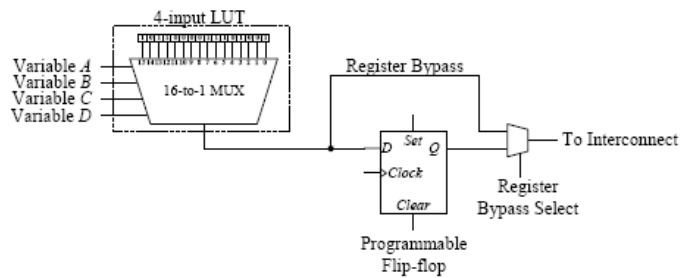 4-input LUT
Variable A
Variable B
Variable C
Variable D
16-to-1 MUX
Register Bypass
D Set Q
Clock
Clear
To Interconnect
Register
Bypass Select
Programmable
Flip-flop